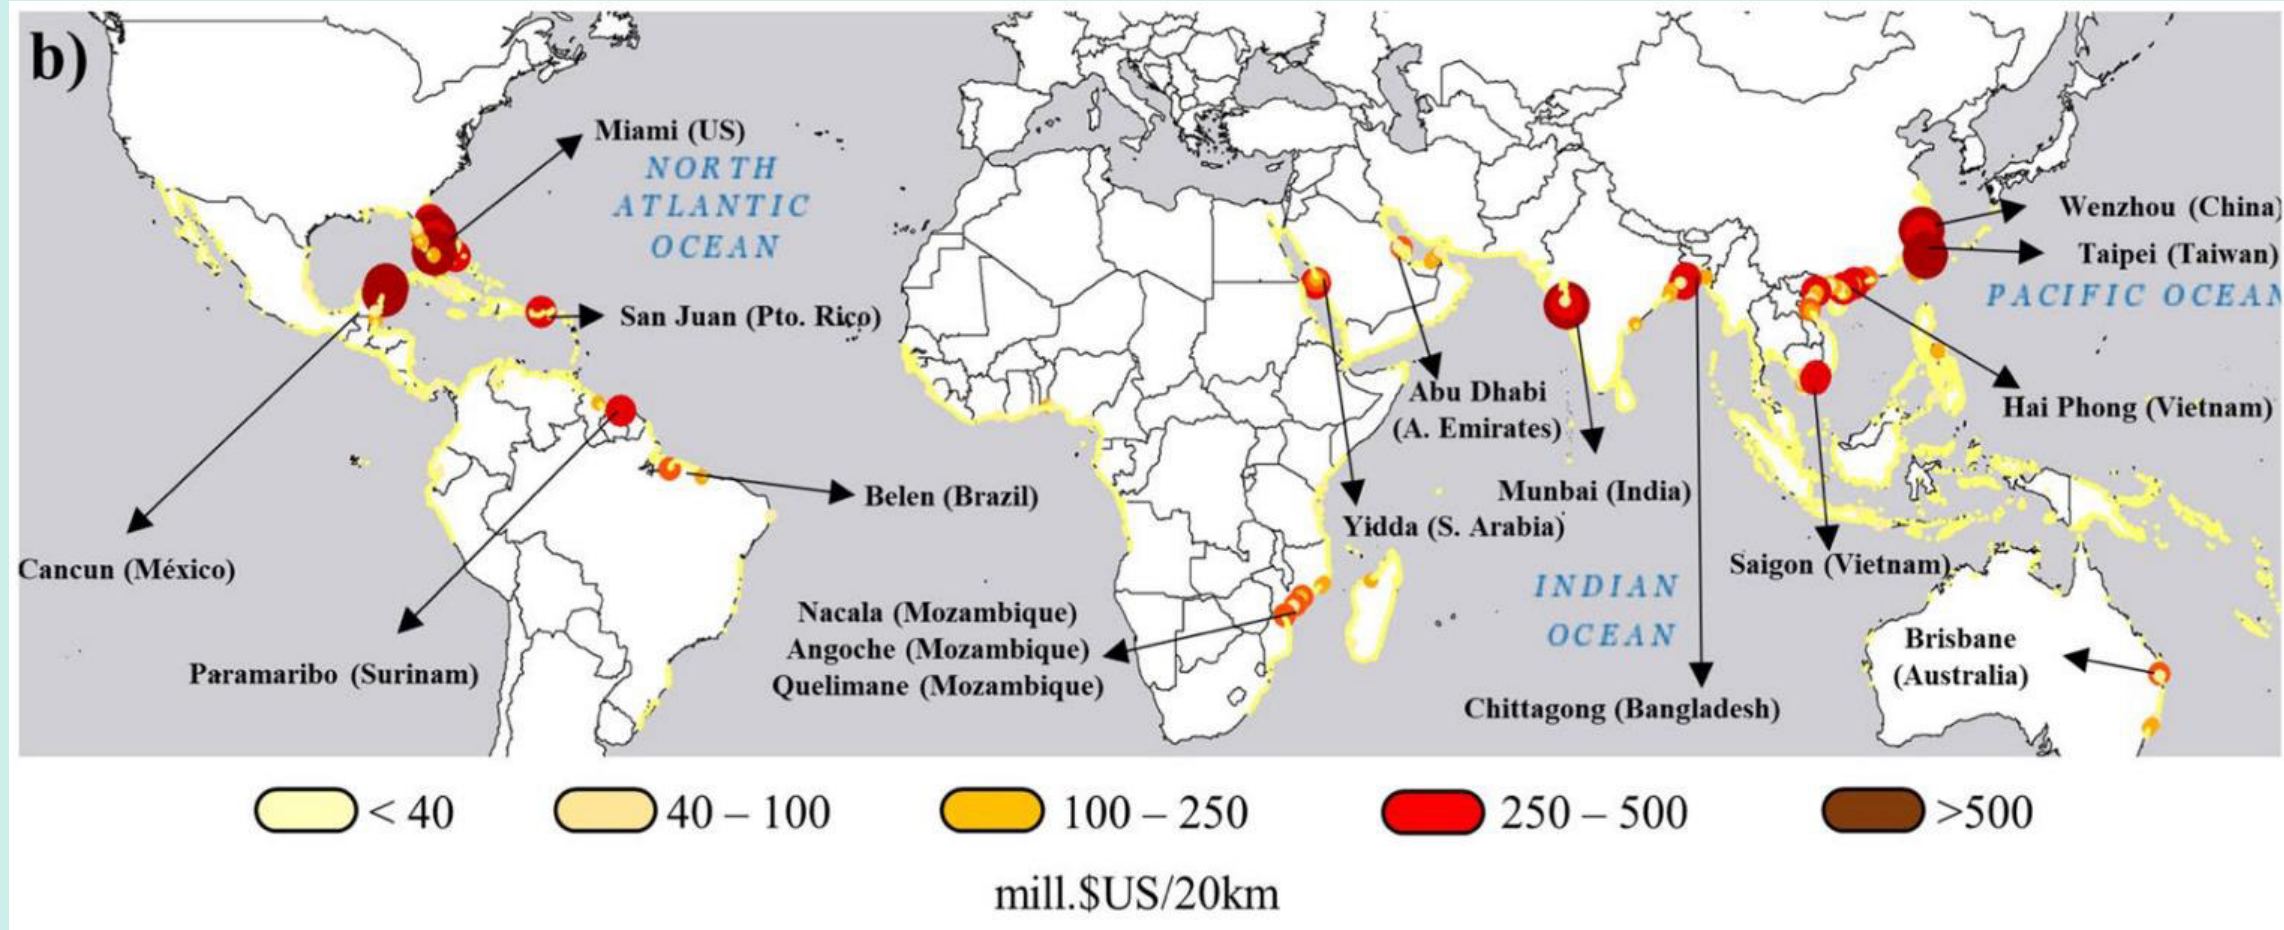 b)
Miami (US)
NORTH
ATLANTIC
OCEAN
Wenzhou (China)
Taipei (Taiwan)
PACIFIC OCEAN
San Juan (Pto. Rico)
Abu Dhabi
(A. Emirates)
Hai Phong (Vietnam)
Belen (Brazil)
Munbai (India)
Yidda (S. Arabia)
Cancun (México)
Saigon (Vietnam)
INDIAN
OCEAN
Nacala (Mozambique)
Angoche (Mozambique)
Quelimane (Mozambique)
Brisbane
(Australia)
Paramaribo (Surinam)
Chittagong (Bangladesh)
< 40
40 – 100
100 – 250
250 – 500
>500
mill.$US/20km